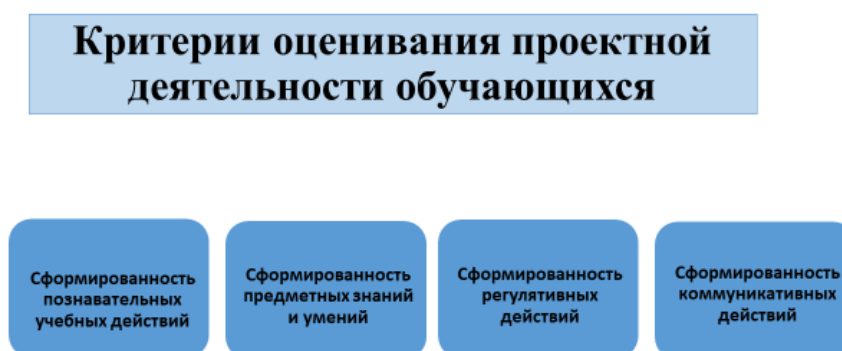 Критерии оценивания проектной
деятельности обучающихся
Сформированность
познавательных
учебных действий
Сформированность
предметных знаний
и умений
Сформированность
регулятивных
действий
Сформированность
коммуникативных
действий